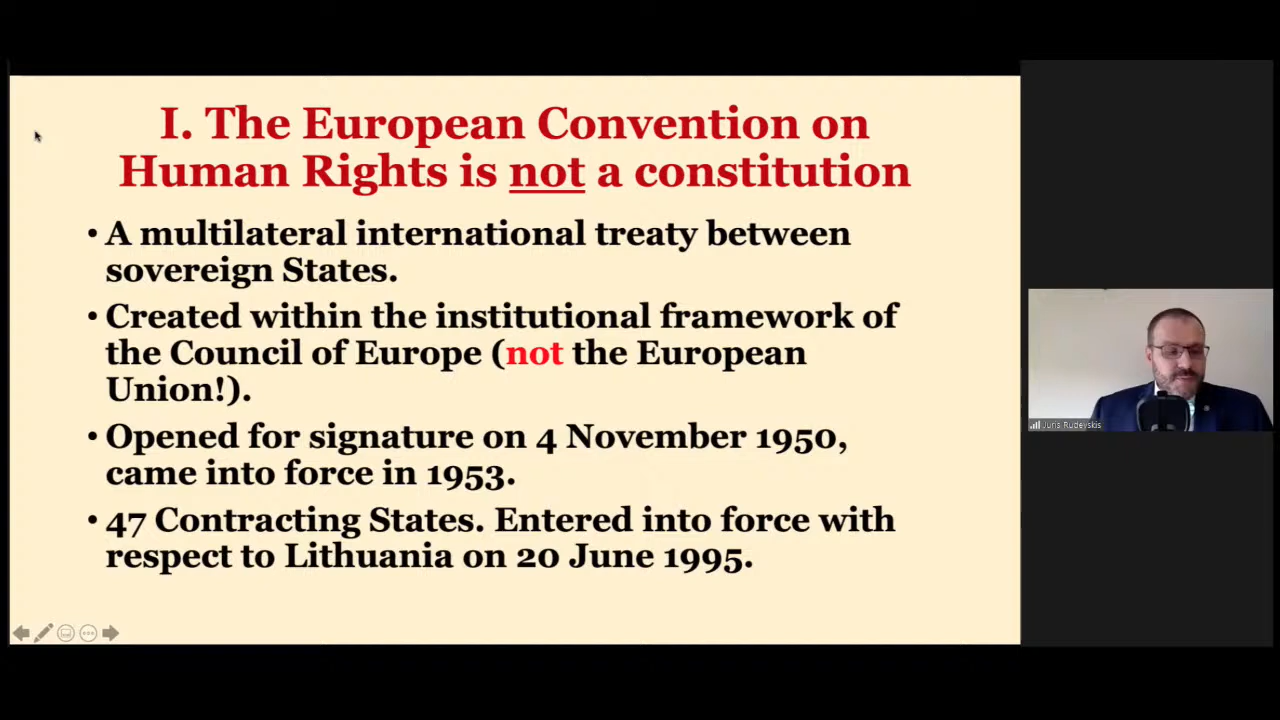 I. The European Convention on
Human Rights is not a constitution
• A multilateral international treaty between
sovereign States.
• Created within the institutional framework of
the Council of Europe (not the European
Union!).
• Opened for signature on 4 November 1950,
came into force in 1953.
• 47 Contracting States. Entered into force with
respect to Lithuania on 20 June 1995.
Juris Rudevskis